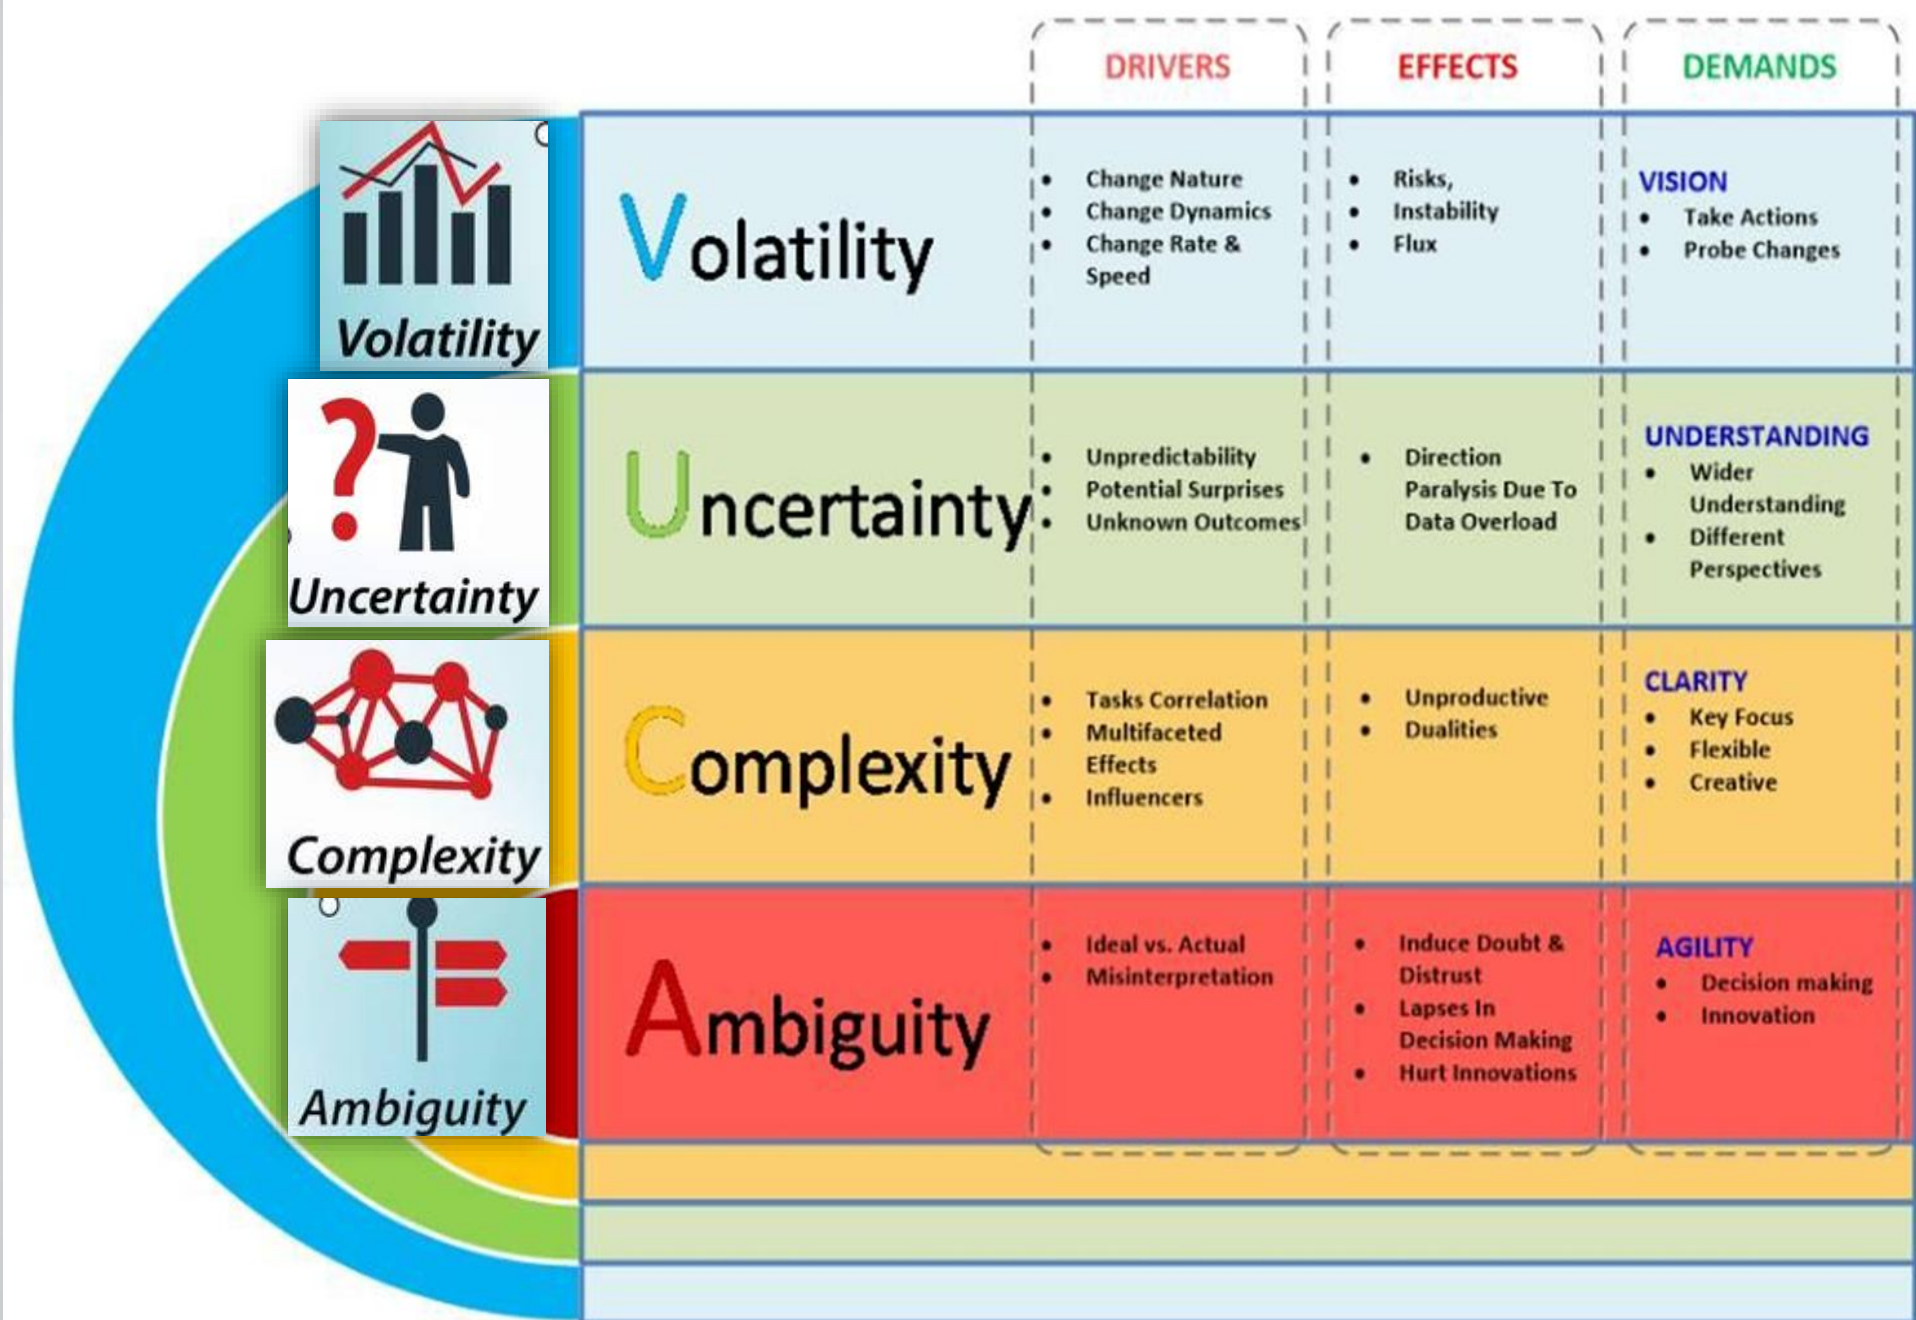 DRIVERS
EFFECTS
DEMANDS
Volatility
Volatility
• Change Nature
• Change Dynamics
• Change Rate &
Speed
• Risks,
• Instability
• Flux
VISION
• Take Actions
• Probe Changes
?
Uncertainty
Uncertainty
• Unpredictability
• Potential Surprises
• Unknown Outcomes
• Direction
Paralysis Due To
Data Overload
UNDERSTANDING
• Wider
Understanding
• Different
Perspectives
Complexity
Complexity
• Tasks Correlation
• Multifaceted
Effects
• Influencers
• Unproductive
• Dualities
CLARITY
• Key Focus
• Flexible
• Creative
Ambiguity
Ambiguity
• Ideal vs. Actual
• Misinterpretation
• Induce Doubt &
Distrust
• Lapses In
Decision Making
• Hurt Innovations
AGILITY
• Decision making
• Innovation